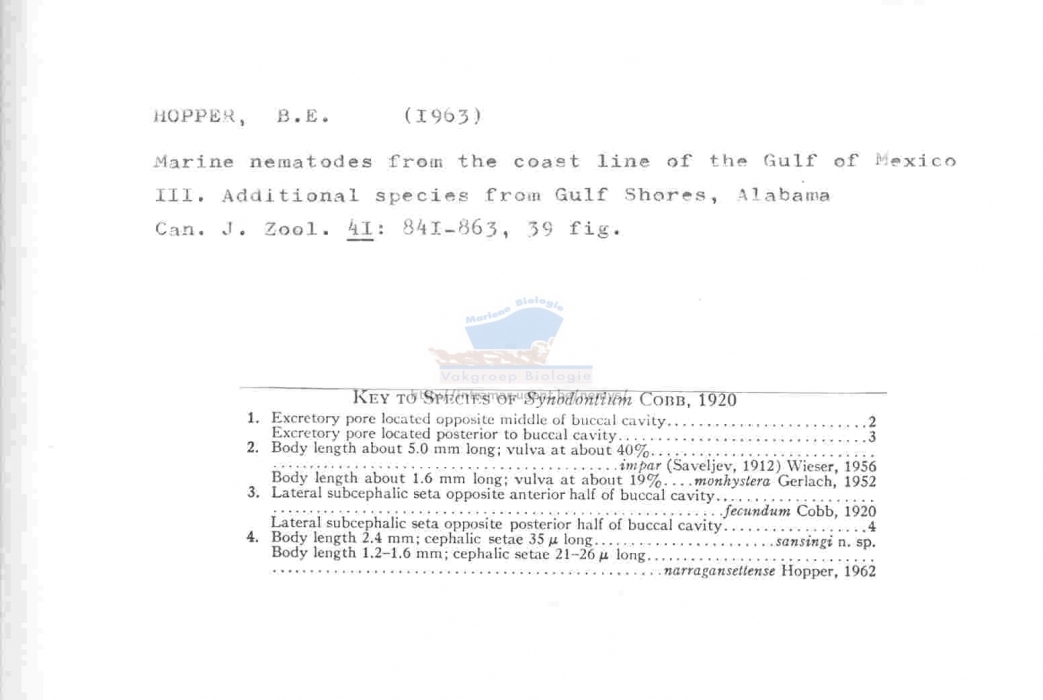 HOPPER, B.E. (I963)
Marine nematodes from the coast line of the Gulf of Mexico
III. Additional species from Gulf Shores, Alabama
Can. J. Zool. 4I: 84I-863, 39 fig.
Mariene Biologie
Vakgroep Biologie
KEY TO SPECIES OF Synodontium COBB, 1920
1. Excretory pore located opposite middle of buccal cavity..........................2
Excretory pore located posterior to buccal cavity................................3
2. Body length about 5.0 mm long; vulva at about 40%.............................
.............................................impar (Saveljev, 1912) Wieser, 1956
Body length about 1.6 mm long; vulva at about 19%....monhystera Gerlach, 1952
3. Lateral subcephalic seta opposite anterior half of buccal cavity.....................
...........................................................fecundum Cobb, 1920
Lateral subcephalic seta opposite posterior half of buccal cavity...................4
4. Body length 2.4 mm; cephalic setae 35 μ long........................sansingi n. sp.
Body length 1.2–1.6 mm; cephalic setae 21–26 μ long..............................
...................................................narragansettense Hopper, 1962